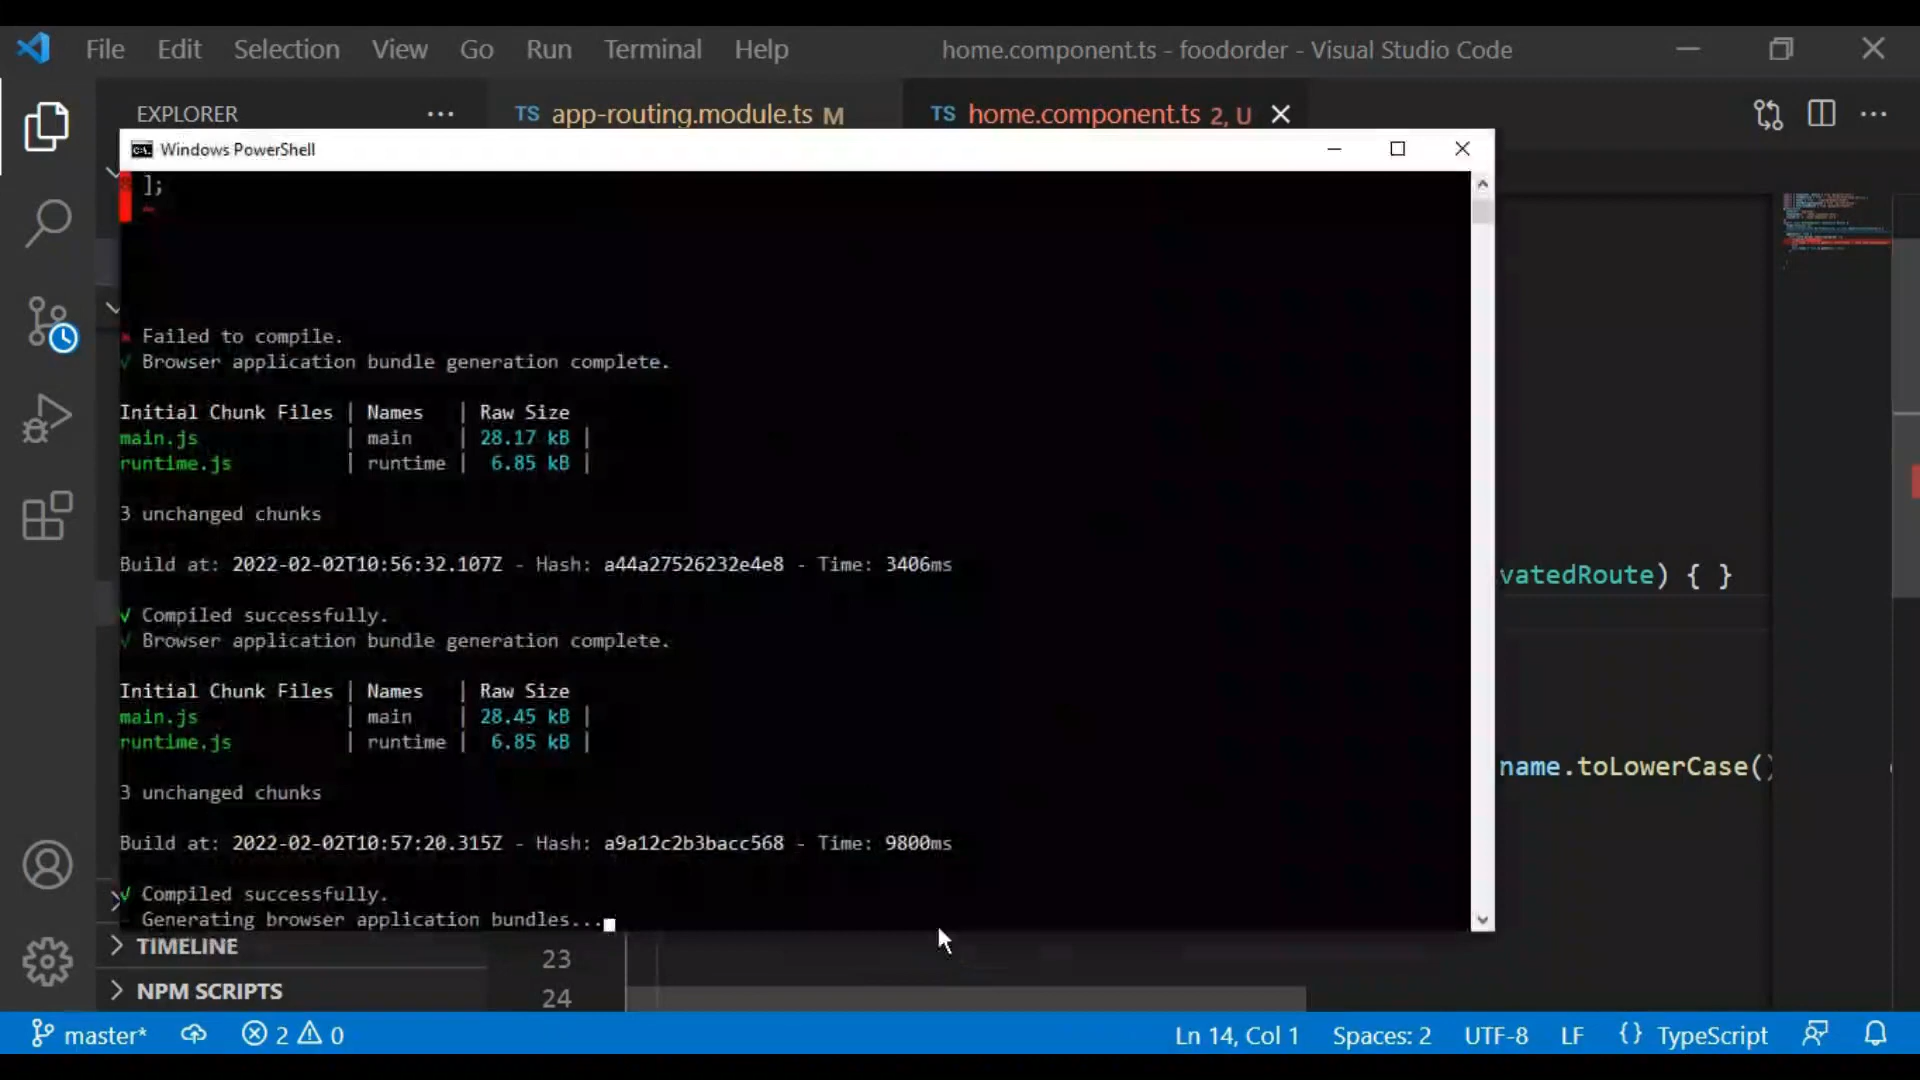 File Edit Selection View Go Run Terminal Help home.component.ts - foodorder - Visual Studio Code
EXPLORER ··· TS app-routing.module.ts M TS home.component.ts 2, U
Windows PowerShell
];
Failed to compile.
√ Browser application bundle generation complete.
Initial Chunk Files | Names | Raw Size
main.js | main | 28.17 kB |
runtime.js | runtime | 6.85 kB |
3 unchanged chunks
Build at: 2022-02-02T10:56:32.107Z - Hash: a44a27526232e4e8 - Time: 3406ms
vatedRoute) { }
√ Compiled successfully.
√ Browser application bundle generation complete.
Initial Chunk Files | Names | Raw Size
main.js | main | 28.45 kB |
runtime.js | runtime | 6.85 kB |
name.toLowerCase()
3 unchanged chunks
Build at: 2022-02-02T10:57:20.315Z - Hash: a9a12c2b3bacc568 - Time: 9800ms
√ Compiled successfully.
Generating browser application bundles...
TIMELINE
23
NPM SCRIPTS
24
master* 2 0 Ln 14, Col 1 Spaces: 2 UTF-8 LF {} TypeScript